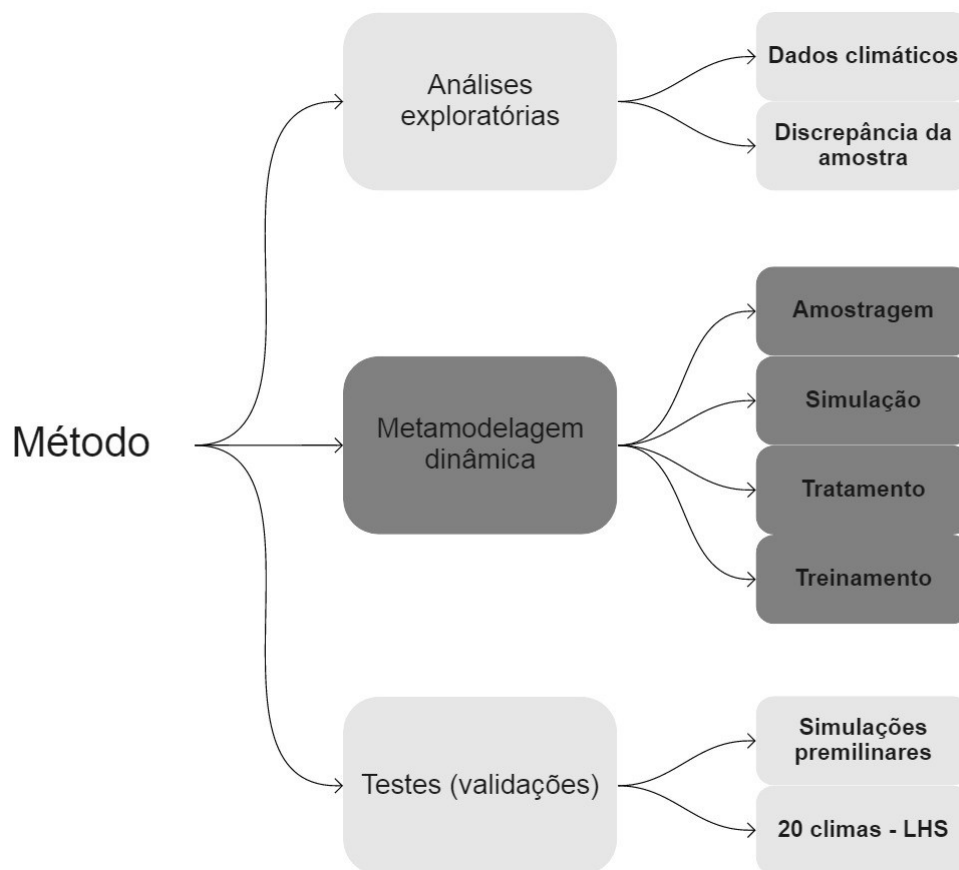 Método
Análises
exploratórias
Dados climáticos
Discrepância da
amostra
Metamodelagem
dinâmica
Amostragem
Simulação
Tratamento
Treinamento
Testes (validações)
Simulações
premilinares
20 climas - LHS